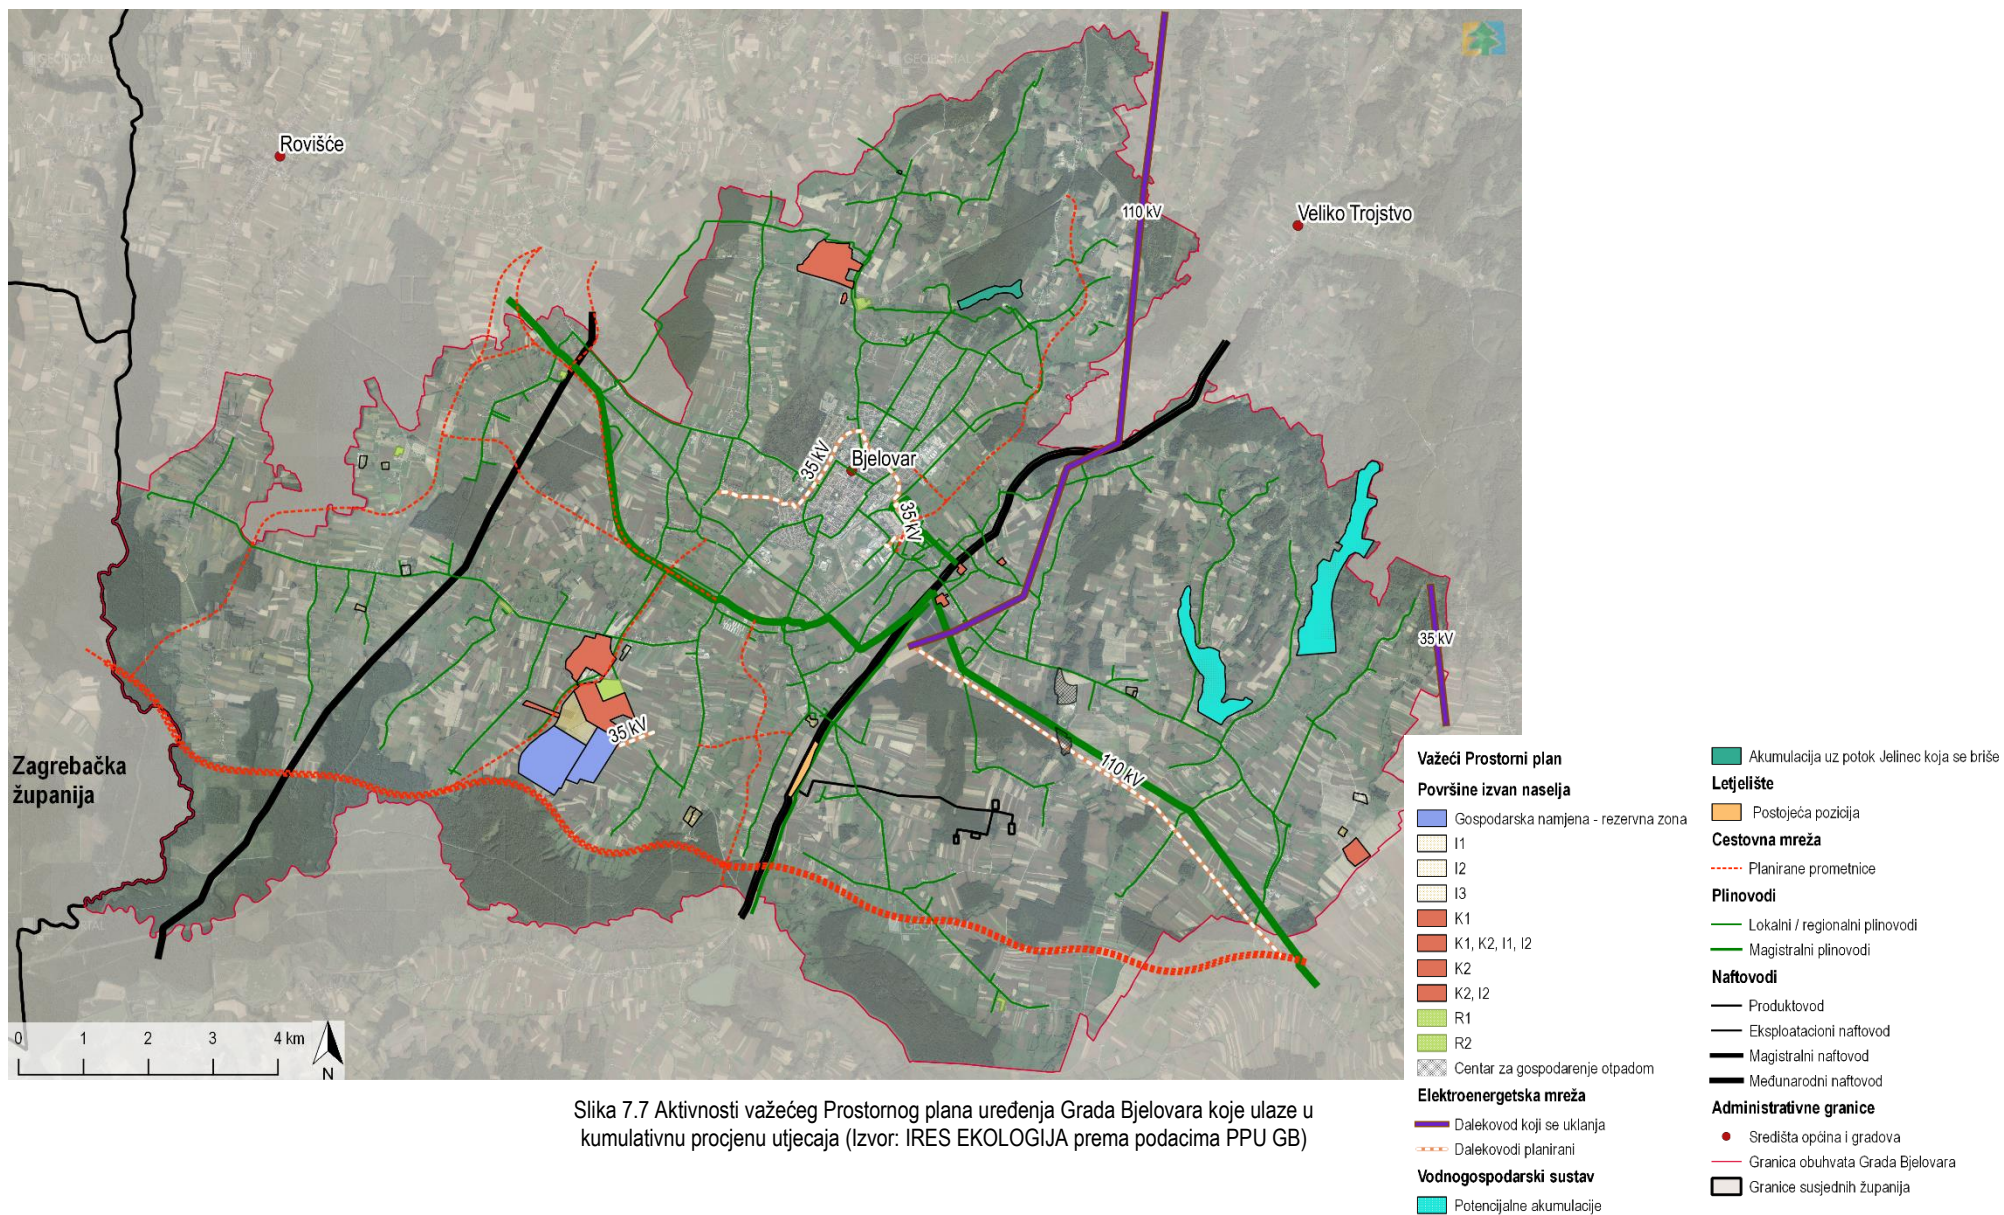 GEOPORTAL
GEOPORTAL
Rovišće
Veliko Trojstvo
110 kV
35 kV
Bjelovar
35 kV
35 kV
35 kV
110 kV
Zagrebačka
županija
0 1 2 3 4 km
N
Važeći Prostorni plan
Površine izvan naselja
Gospodarska namjena - rezervna zona
I1
I2
I3
K1
K1, K2, I1, I2
K2
K2, I2
R1
R2
Centar za gospodarenje otpadom
Elektroenergetska mreža
Dalekovod koji se uklanja
Dalekovodi planirani
Vodnogospodarski sustav
Potencijalne akumulacije
Akumulacija uz potok Jelinec koja se briše
Letjelište
Postojeća pozicija
Cestovna mreža
Planirane prometnice
Plinovodi
Lokalni / regionalni plinovodi
Magistralni plinovodi
Naftovodi
Produktovod
Eksploatacioni naftovod
Magistralni naftovod
Međunarodni naftovod
Administrativne granice
Središta općina i gradova
Granica obuhvata Grada Bjelovara
Granice susjednih županija
Slika 7.7 Aktivnosti važećeg Prostornog plana uređenja Grada Bjelovara koje ulaze u
kumulativnu procjenu utjecaja (Izvor: IRES EKOLOGIJA prema podacima PPU GB)